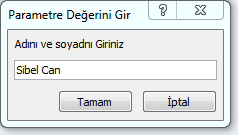 Parametre Değerini Gir
Adını ve soyadnı Giriniz
Sibel Can
Tamam
İptal